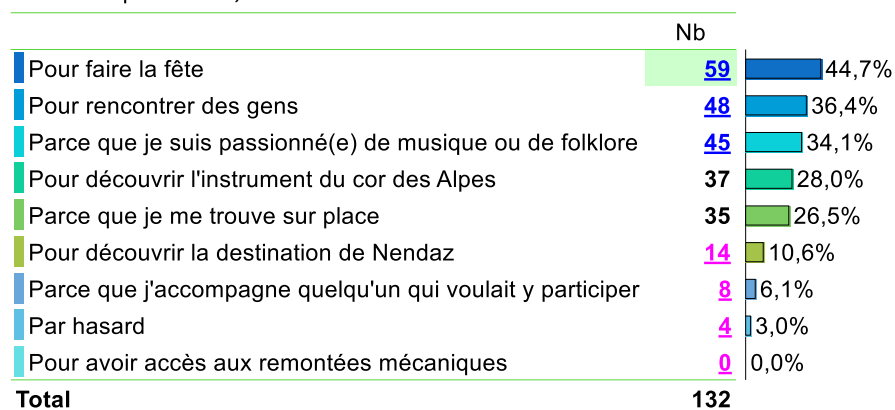 Nb
Pour faire la fête 59 44,7%
Pour rencontrer des gens 48 36,4%
Parce que je suis passionné(e) de musique ou de folklore 45 34,1%
Pour découvrir l'instrument du cor des Alpes 37 28,0%
Parce que je me trouve sur place 35 26,5%
Pour découvrir la destination de Nendaz 14 10,6%
Parce que j'accompagne quelqu'un qui voulait y participer 8 6,1%
Par hasard 4 3,0%
Pour avoir accès aux remontées mécaniques 0 0,0%
Total 132